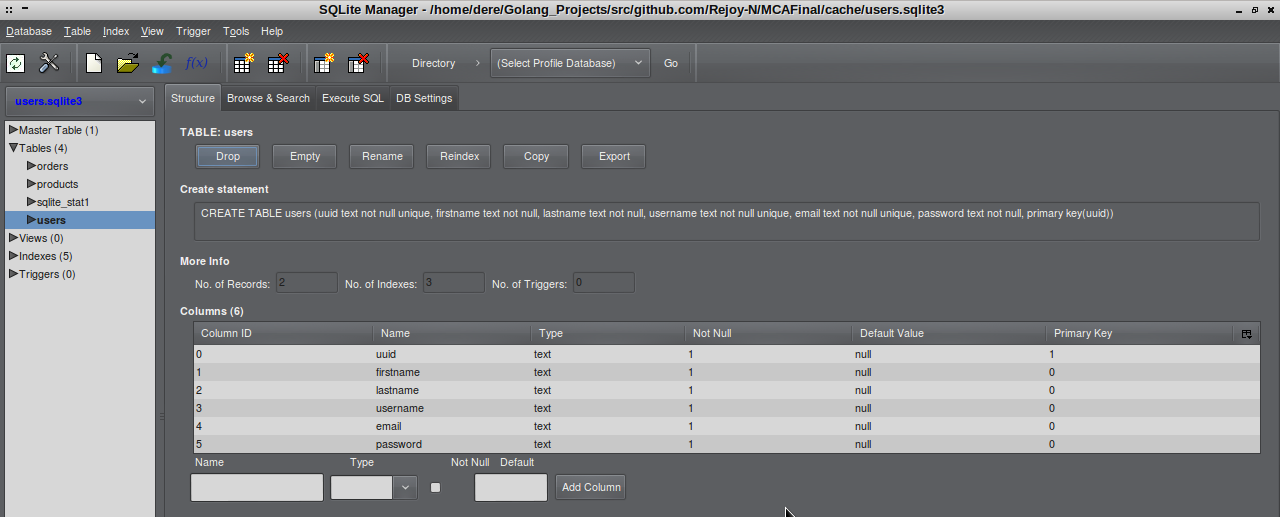 SQLite Manager - /home/dere/Golang_Projects/src/github.com/Rejoy-N/MCAFinal/cache/users.sqlite3
Database Table Index View Trigger Tools Help
f(x) Directory (Select Profile Database) Go
users.sqlite3
Master Table (1)
Tables (4)
orders
products
sqlite_stat1
users
Views (0)
Indexes (5)
Triggers (0)
Structure Browse & Search Execute SQL DB Settings
TABLE: users
Drop Empty Rename Reindex Copy Export
Create statement
CREATE TABLE users (uuid text not null unique, firstname text not null, lastname text not null, username text not null unique, email text not null unique, password text not null, primary key(uuid))
More Info
No. of Records: 2 No. of Indexes: 3 No. of Triggers: 0
Columns (6)
Column ID Name Type Not Null Default Value Primary Key
0 uuid text 1 null 1
1 firstname text 1 null 0
2 lastname text 1 null 0
3 username text 1 null 0
4 email text 1 null 0
5 password text 1 null 0
Name Type Not Null Default
Add Column